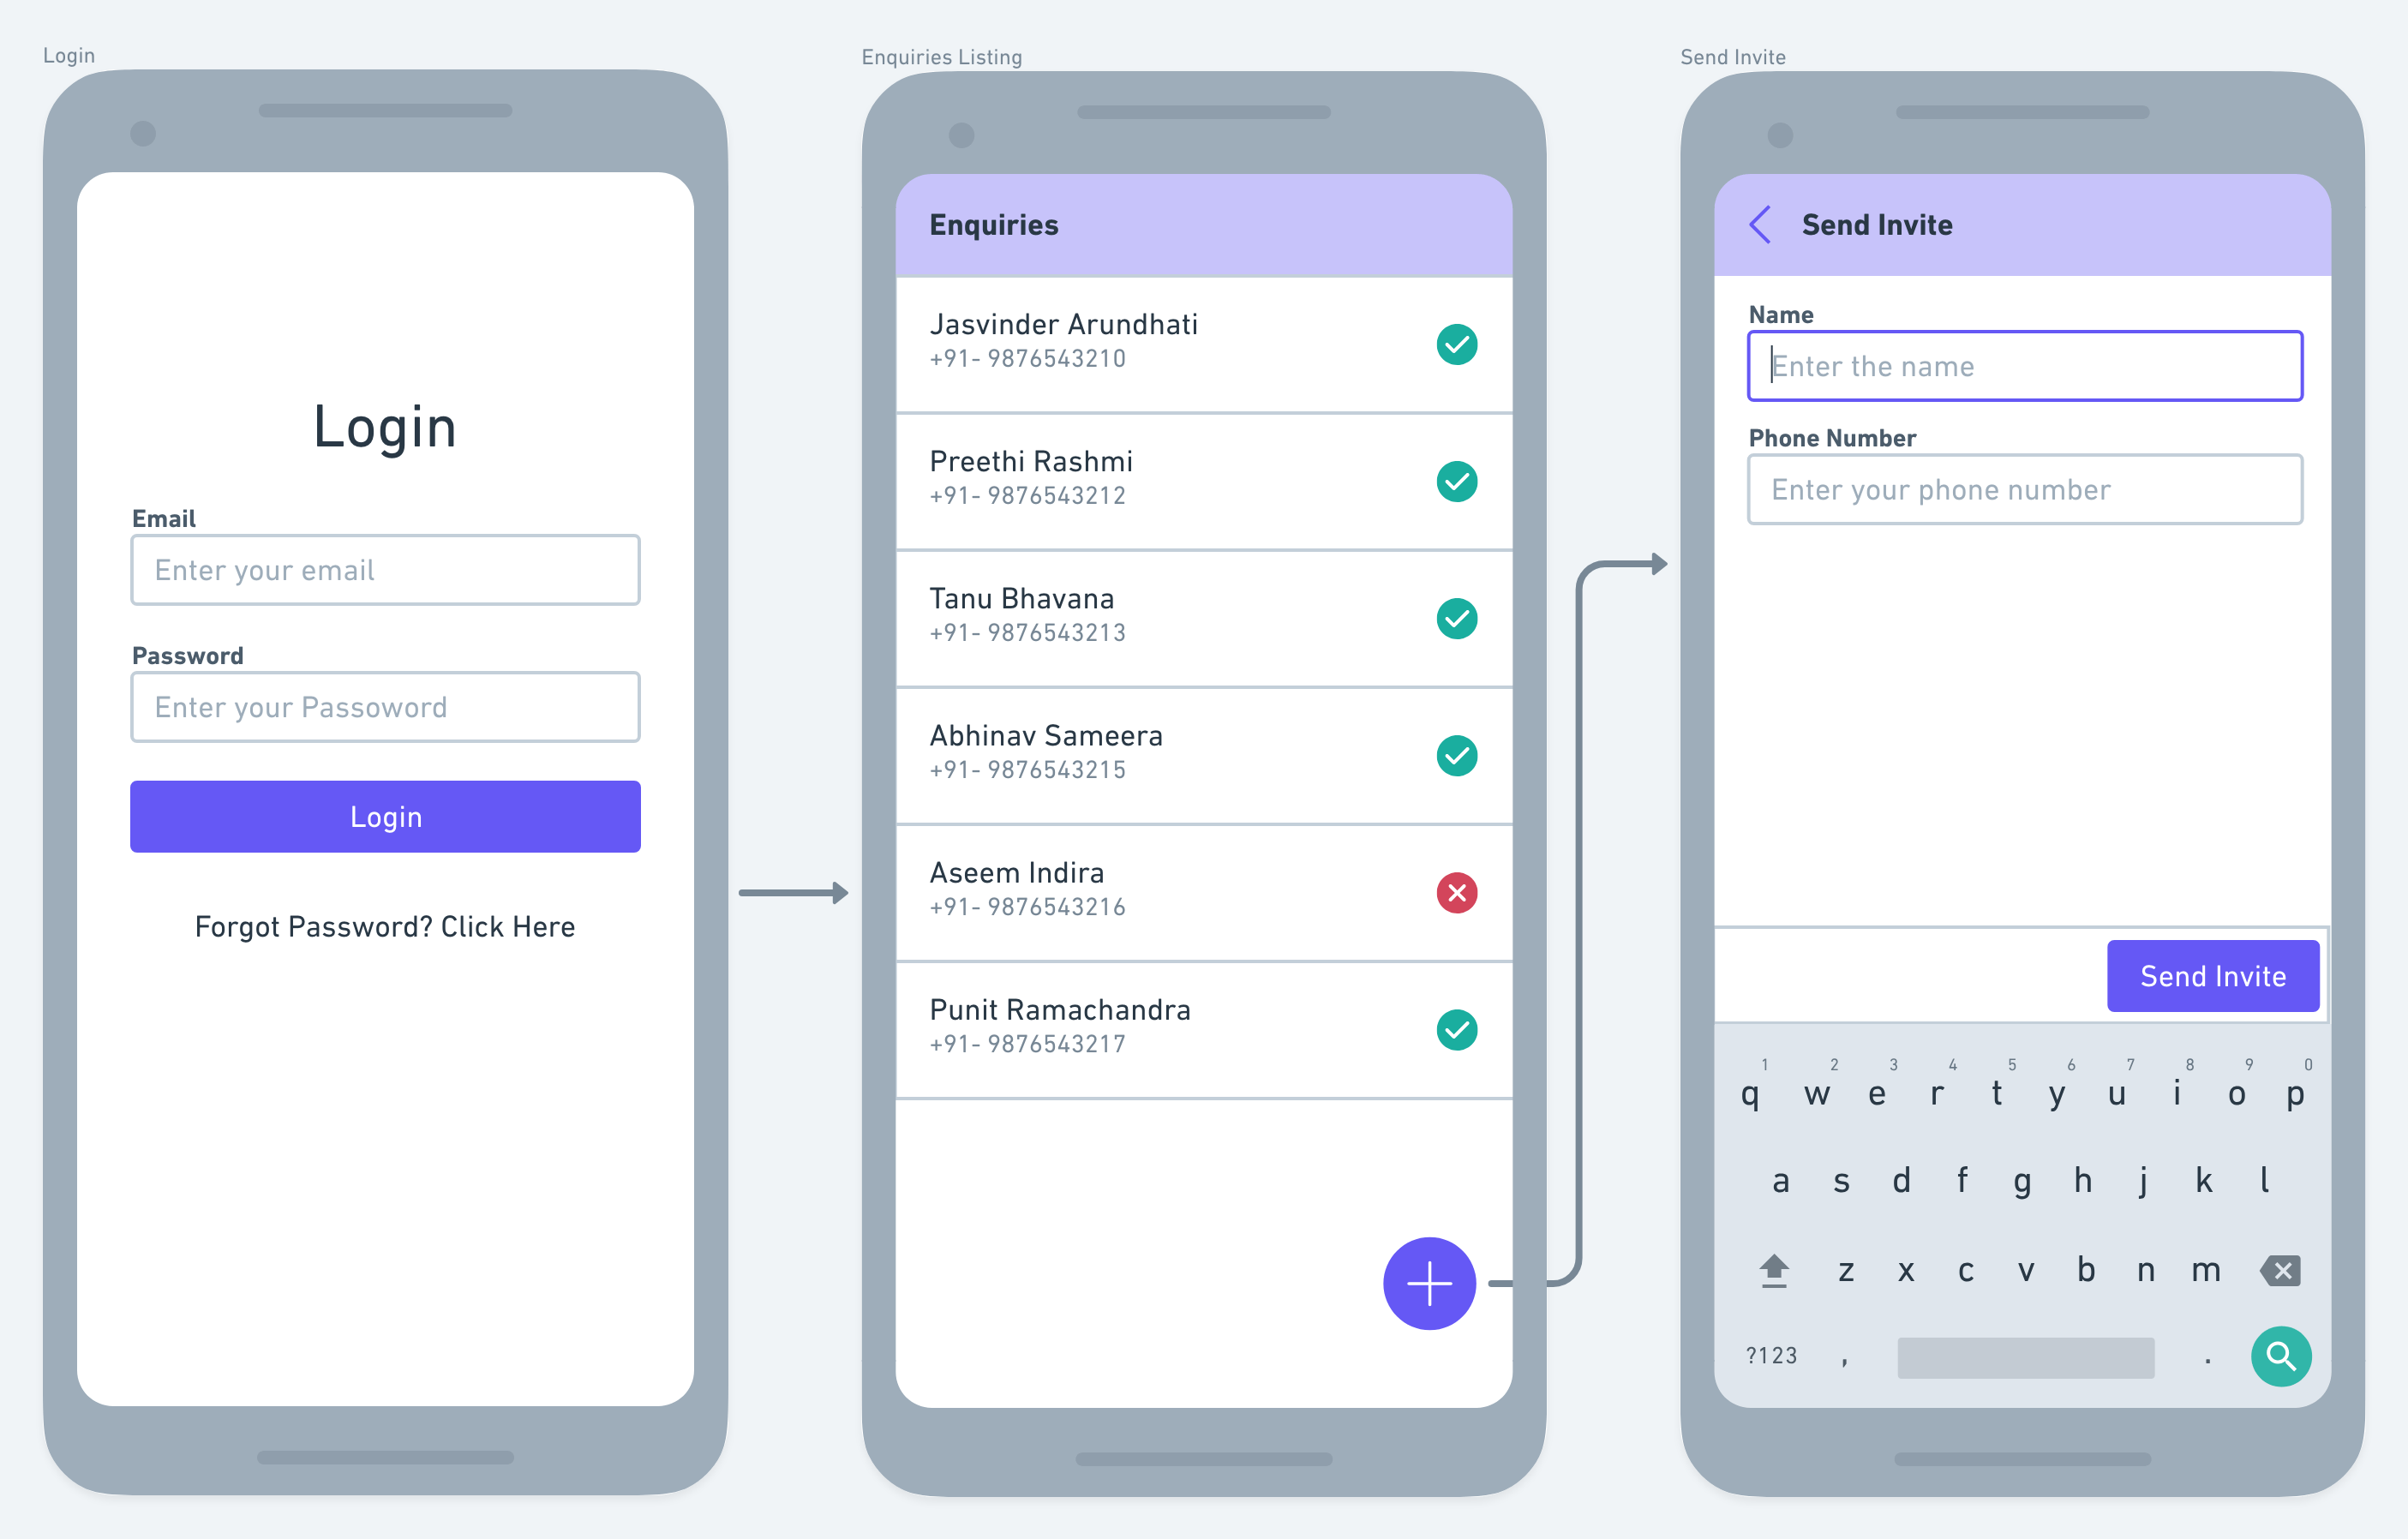 Login
Login
Email
Enter your email
Password
Enter your Passoword
Login
Forgot Password? Click Here
Enquiries Listing
Enquiries
Jasvinder Arundhati
+91- 9876543210
Preethi Rashmi
+91- 9876543212
Tanu Bhavana
+91- 9876543213
Abhinav Sameera
+91- 9876543215
Aseem Indira
+91- 9876543216
Punit Ramachandra
+91- 9876543217
Send Invite
Send Invite
Name
Enter the name
Phone Number
Enter your phone number
Send Invite
1 2 3 4 5 6 7 8 9 0
q w e r t y u i o p
a s d f g h j k l
z x c v b n m
?123 , .